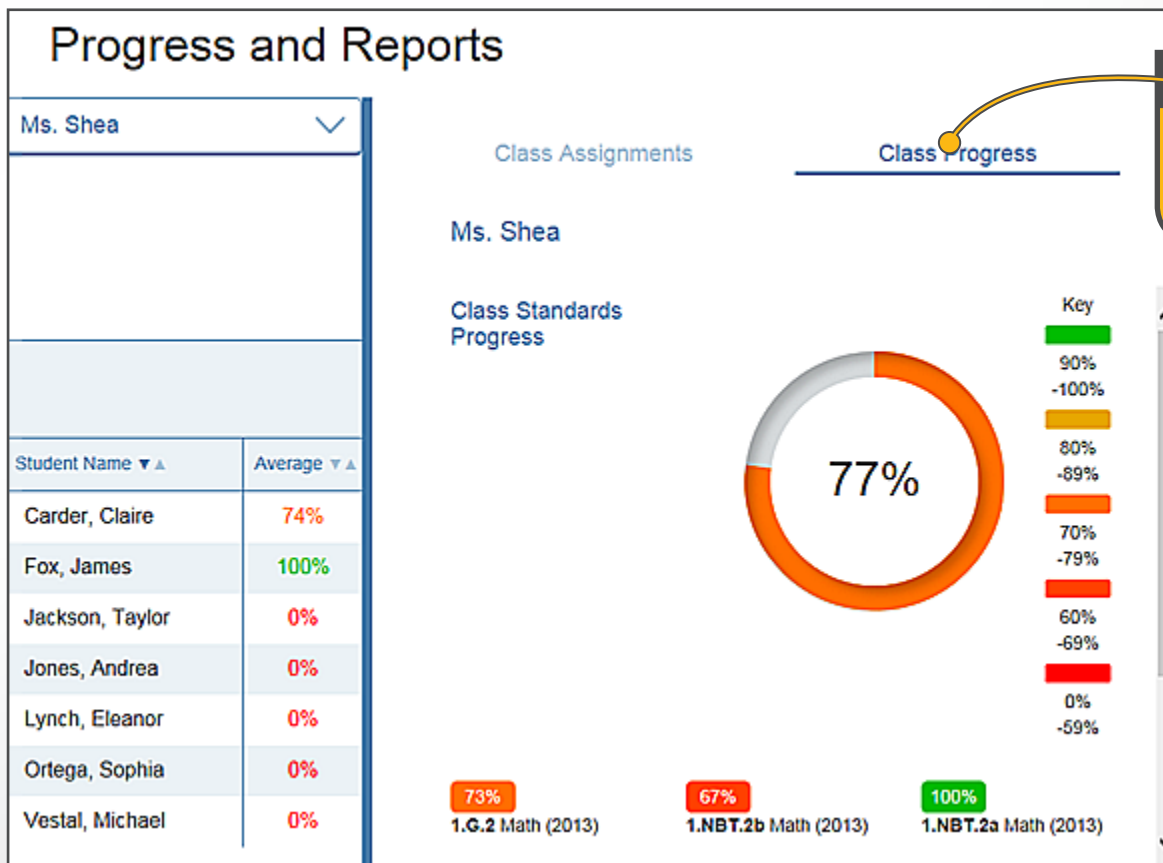 Progress and Reports
Ms. Shea
Student Name ▼▲ Average ▼▲
Carder, Claire 74%
Fox, James 100%
Jackson, Taylor 0%
Jones, Andrea 0%
Lynch, Eleanor 0%
Ortega, Sophia 0%
Vestal, Michael 0%
Class Assignments Class Progress
Ms. Shea
Class Standards
Progress
77%
Key
90%
-100%
80%
-89%
70%
-79%
60%
-69%
0%
-59%
73% 67% 100%
1.G.2 Math (2013) 1.NBT.2b Math (2013) 1.NBT.2a Math (2013)